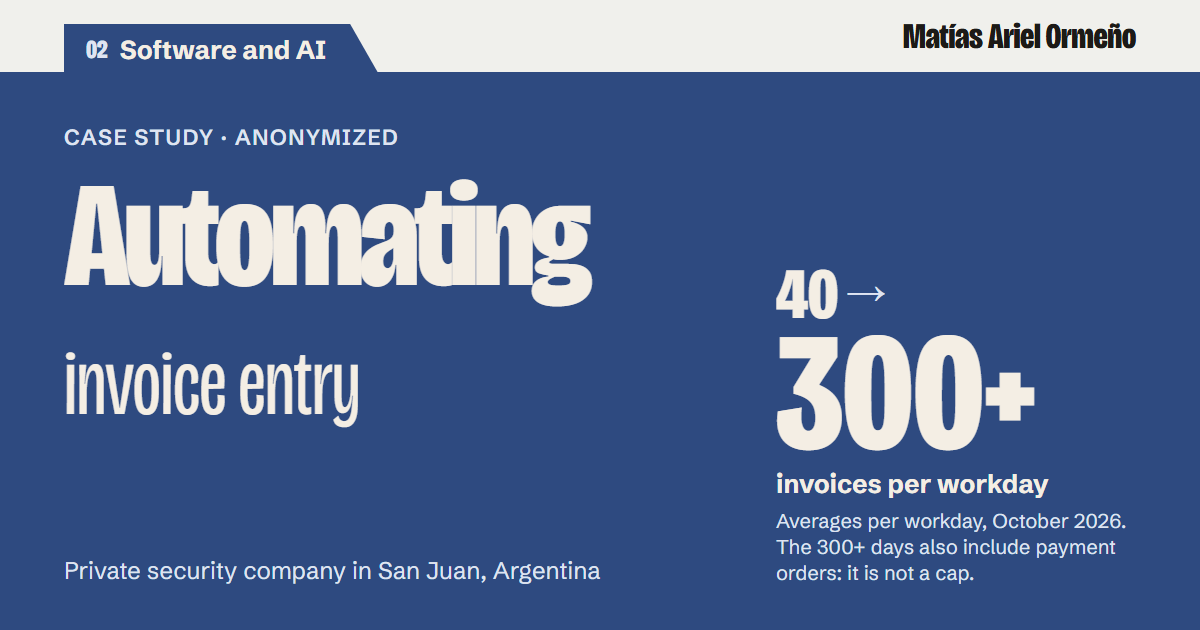 02 Software and AI
Matías Ariel Ormeño
CASE STUDY · ANONYMIZED
Automating
invoice entry
Private security company in San Juan, Argentina
40→
300+
invoices per workday
Averages per workday, October 2026.
The 300+ days also include payment
orders: it is not a cap.